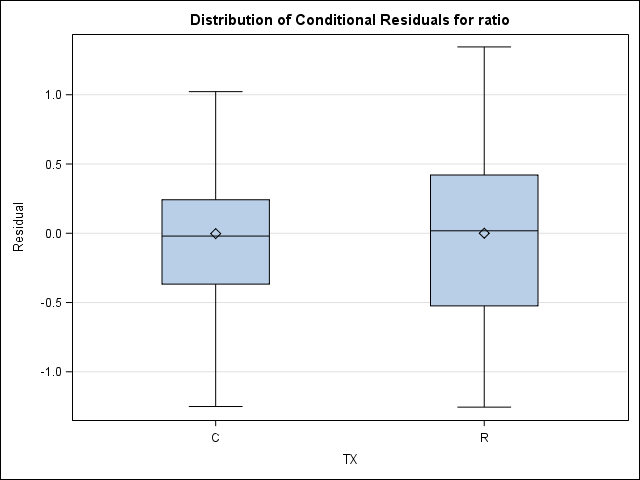 Distribution of Conditional Residuals for ratio
1.0
0.5
0.0
-0.5
-1.0
Residual
C
R
TX